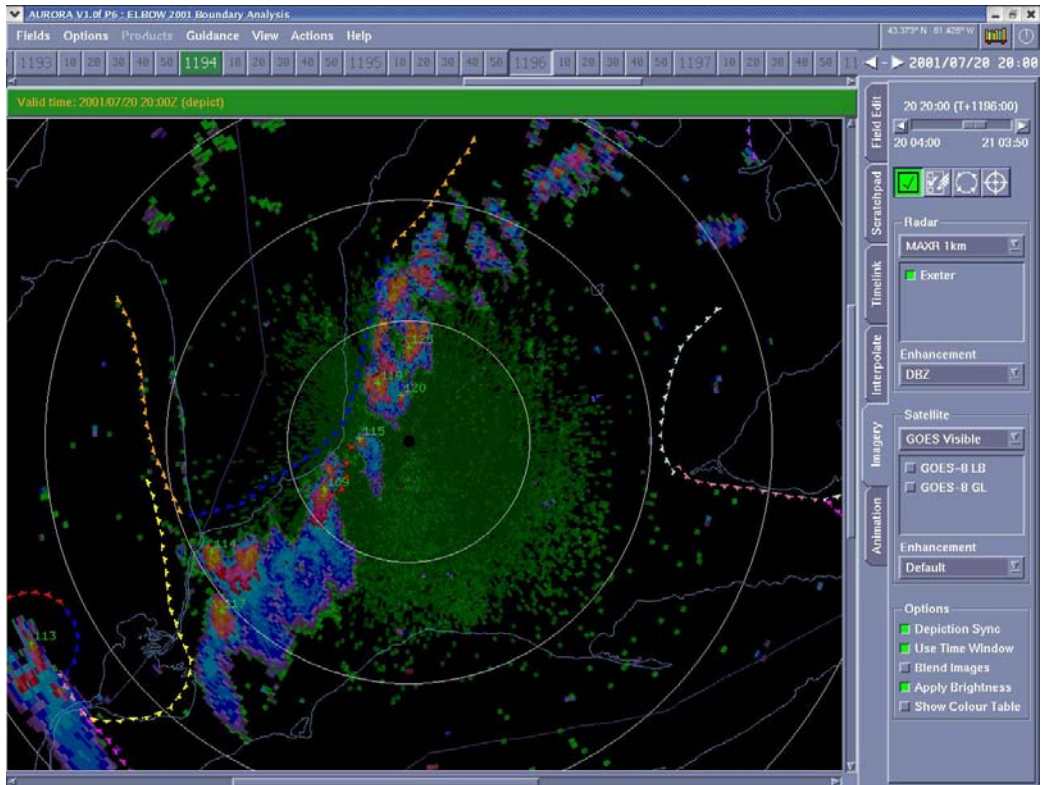 AURORA V1.0f P6 : ELBOW 2001 Boundary Analysis
Fields Options Products Guidance View Actions Help
43.373° N 81.428° W
1193 10 20 30 40 50 1194 10 20 30 40 50 1195 10 20 30 40 50 1196 10 20 30 40 50 1197 10 20 30 40 50 11
2001/07/20 20:00
Valid time: 2001/07/20 20:00Z (depict)
Field Edit
Scratchpad
Timelink
Interpolate
Imagery
Animation
20 20:00 (T+1196:00)
20 04:00 21 03:50
Radar
MAXR 1km
Exeter
Enhancement
DBZ
Satellite
GOES Visible
GOES-8 LB
GOES-8 GL
Enhancement
Default
Options
Depiction Sync
Use Time Window
Blend Images
Apply Brightness
Show Colour Table
120
115
109
114
117
113